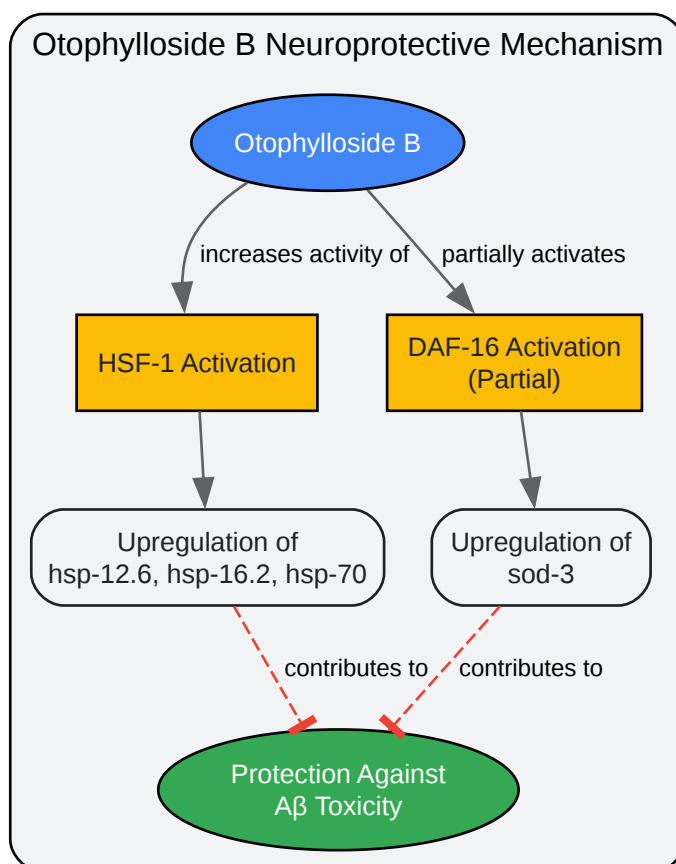 Otophylloside B Neuroprotective Mechanism
Otophylloside B
increases activity of
partially activates
HSF-1 Activation
DAF-16 Activation
(Partial)
Upregulation of
hsp-12.6, hsp-16.2, hsp-70
Upregulation of
sod-3
contributes to
contributes to
Protection Against
Aβ Toxicity